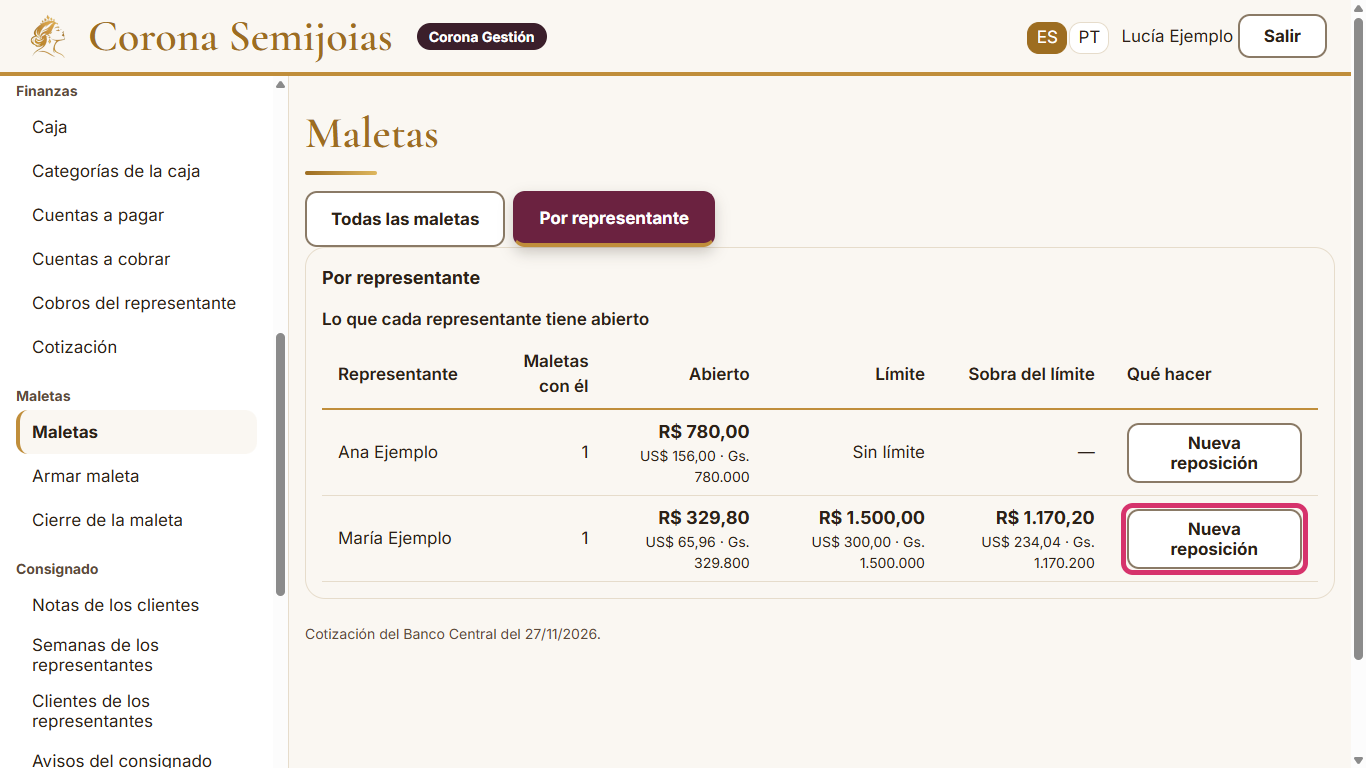 Corona Semijoias
Corona Gestión
ES
PT
Lucía Ejemplo
Salir
Finanzas
Caja
Categorías de la caja
Cuentas a pagar
Cuentas a cobrar
Cobros del representante
Cotización
Maletas
Maletas
Armar maleta
Cierre de la maleta
Consignado
Notas de los clientes
Semanas de los
representantes
Clientes de los
representantes
Avisos del consignado
Maletas
Todas las maletas
Por representante
Por representante
Lo que cada representante tiene abierto
Representante
Maletas
con él
Abierto
Límite
Sobra del límite
Qué hacer
Ana Ejemplo
1
R$ 780,00
US$ 156,00 · Gs.
780.000
Sin límite
—
Nueva
reposición
María Ejemplo
1
R$ 329,80
US$ 65,96 · Gs.
329.800
R$ 1.500,00
US$ 300,00 · Gs.
1.500.000
R$ 1.170,20
US$ 234,04 · Gs.
1.170.200
Nueva
reposición
Cotización del Banco Central del 27/11/2026.